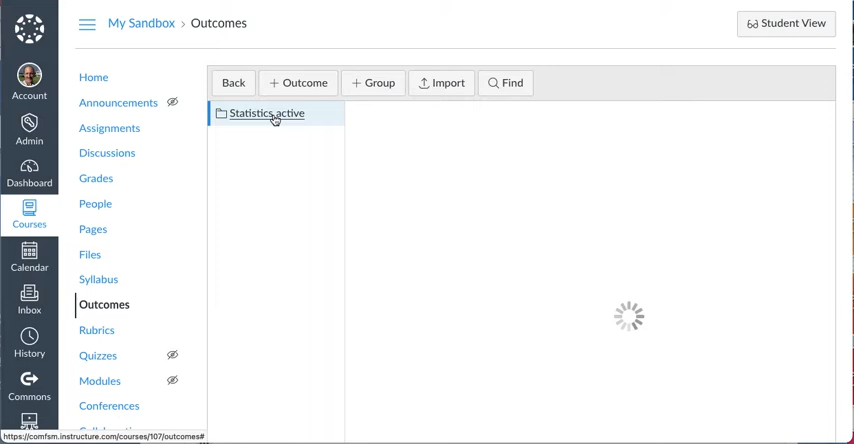 My Sandbox › Outcomes
Student View
Account
Admin
Dashboard
Courses
Calendar
Inbox
History
Commons
Home
Announcements
Assignments
Discussions
Grades
People
Pages
Files
Syllabus
Outcomes
Rubrics
Quizzes
Modules
Conferences
Back
+ Outcome
+ Group
Import
Find
Statistics active
https://comfsm.instructure.com/courses/107/outcomes#